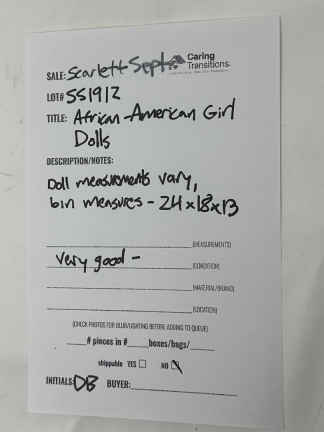 SALE: Scarlett Sept Caring
Transitions
LOT# SS1912
TITLE: African-American Girl
Dolls
DESCRIPTION/NOTES:
Doll measurements vary,
bin measures - 24x18x13
(MEASUREMENTS)
Very good - (CONDITION)
(MATERIAL/BRAND)
(LOCATION)
(CHECK PHOTOS FOR BLUR/LIGHTING BEFORE ADDING TO QUEUE)
# pieces in # boxes/bags/
shippable YES NO
INITIALS: DB BUYER: